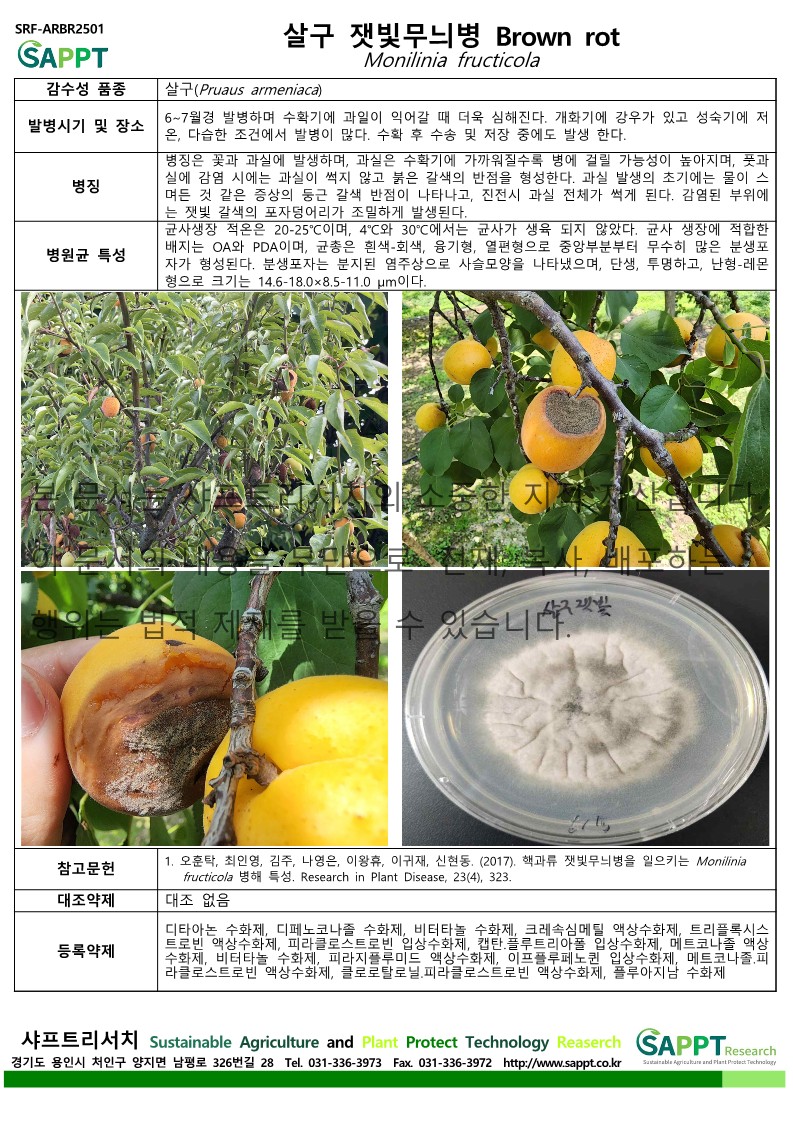 SRF-ARBR2501
SAPPT
살구 잿빛무늬병 Brown rot
Monilinia fructicola
감수성 품종
살구(Pruaus armeniaca)
발병시기 및 장소
6~7월경 발병하며 수확기에 과일이 익어갈 때 더욱 심해진다. 개화기에 강우가 있고 성숙기에 저
온, 다습한 조건에서 발병이 많다. 수확 후 수송 및 저장 중에도 발생 한다.
병징
병징은 꽃과 과실에 발생하며, 과실은 수확기에 가까워질수록 병에 걸릴 가능성이 높아지며, 풋과
실에 감염 시에는 과실이 썩지 않고 붉은 갈색의 반점을 형성한다. 과실 발생의 초기에는 물이 스
며든 것 같은 증상의 둥근 갈색 반점이 나타나고, 진전시 과실 전체가 썩게 된다. 감염된 부위에
는 잿빛 갈색의 포자덩어리가 조밀하게 발생된다.
병원균 특성
균사생장 적온은 20-25℃이며, 4℃와 30℃에서는 균사가 생육 되지 않았다. 균사 생장에 적합한
배지는 OA와 PDA이며, 균총은 흰색-회색, 융기형, 열편형으로 중앙부분부터 무수히 많은 분생포
자가 형성된다. 분생포자는 분지된 염주상으로 사슬모양을 나타냈으며, 단생, 투명하고, 난형-레몬
형으로 크기는 14.6-18.0×8.5-11.0 μm이다.
본 문서는 샤프트리서치의 소중한 지적 자산입니다.
이 문서의 내용을 무단으로 전재, 복사, 배포하는
행위는 법적 제재를 받을 수 있습니다.
살구 잿빛
참고문헌
1. 오훈탁, 최인영, 김주, 나영은, 이왕휴, 이귀재, 신현동. (2017). 핵과류 잿빛무늬병을 일으키는 Monilinia
fructicola 병해 특성. Research in Plant Disease, 23(4), 323.
대조약제
대조 없음
등록약제
디타아논 수화제, 디페노코나졸 수화제, 비터타놀 수화제, 크레속심메틸 액상수화제, 트리플록시스
트로빈 액상수화제, 피라클로스트로빈 입상수화제, 캡탄.플루트리아폴 입상수화제, 메트코나졸 액상
수화제, 비터타놀 수화제, 피라지플루미드 액상수화제, 이프플루페노퀸 입상수화제, 메트코나졸.피
라클로스트로빈 액상수화제, 클로로탈로닐.피라클로스트로빈 액상수화제, 플루아지남 수화제
샤프트리서치 Sustainable Agriculture and Plant Protect Technology Reaserch
경기도 용인시 처인구 양지면 남평로 326번길 28 Tel. 031-336-3973 Fax. 031-336-3972 http://www.sappt.co.kr
SAPPT Research
Sustainable Agriculture and Plant Protect Technology